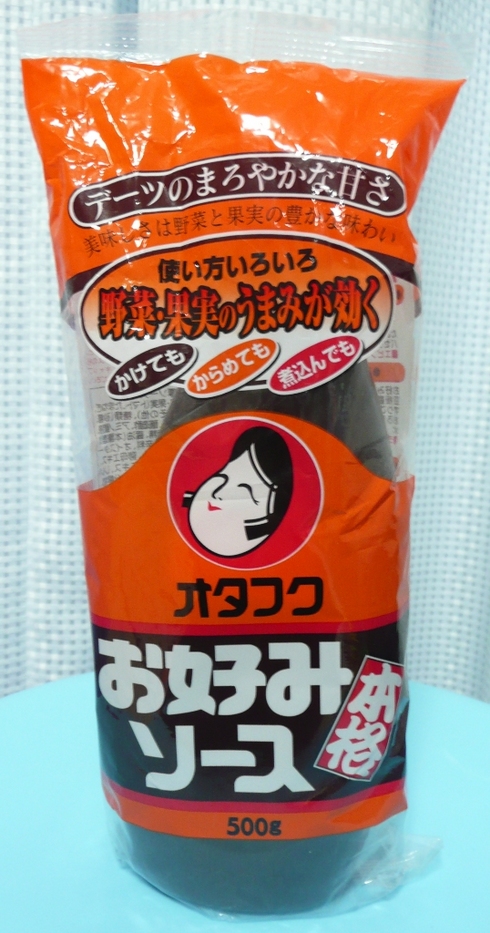 デーツのまろやかな甘さ
美味しさは野菜と果実の豊かな味わい
使い方いろいろ
野菜・果実のうまみが効く
かけても
からめても
煮込んでも
オタフク
お好み
ソース
本格
500g